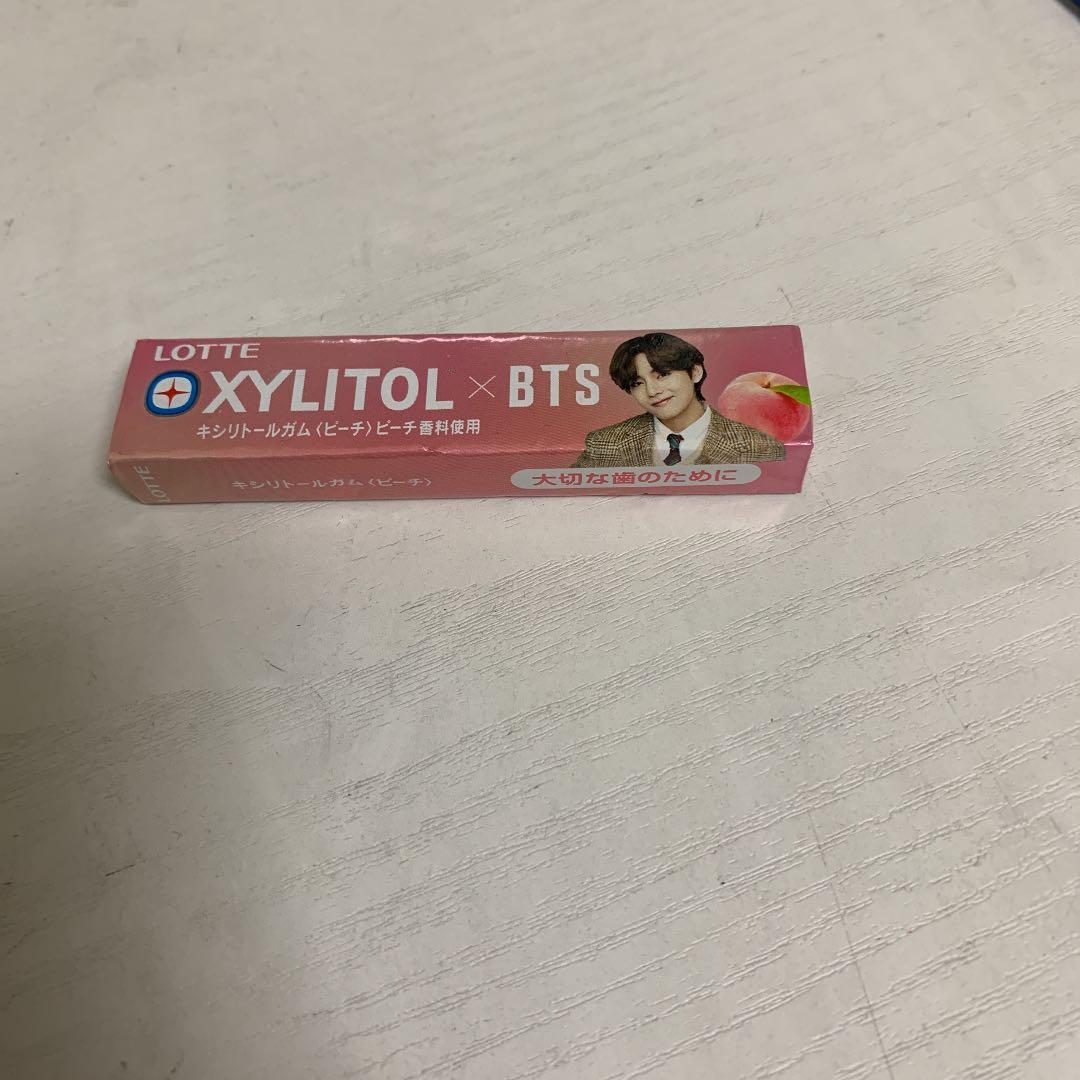 LOTTE
XYLITOL × BTS
キシリトールガム〈ピーチ〉ピーチ香料使用
LOTTE
キシリトールガム〈ピーチ〉
大切な歯のために